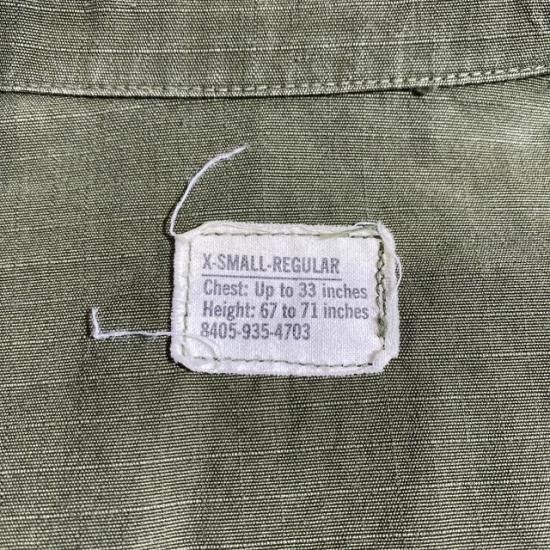 X-SMALL-REGULAR
Chest: Up to 33 inches
Height: 67 to 71 inches
8405-935-4703